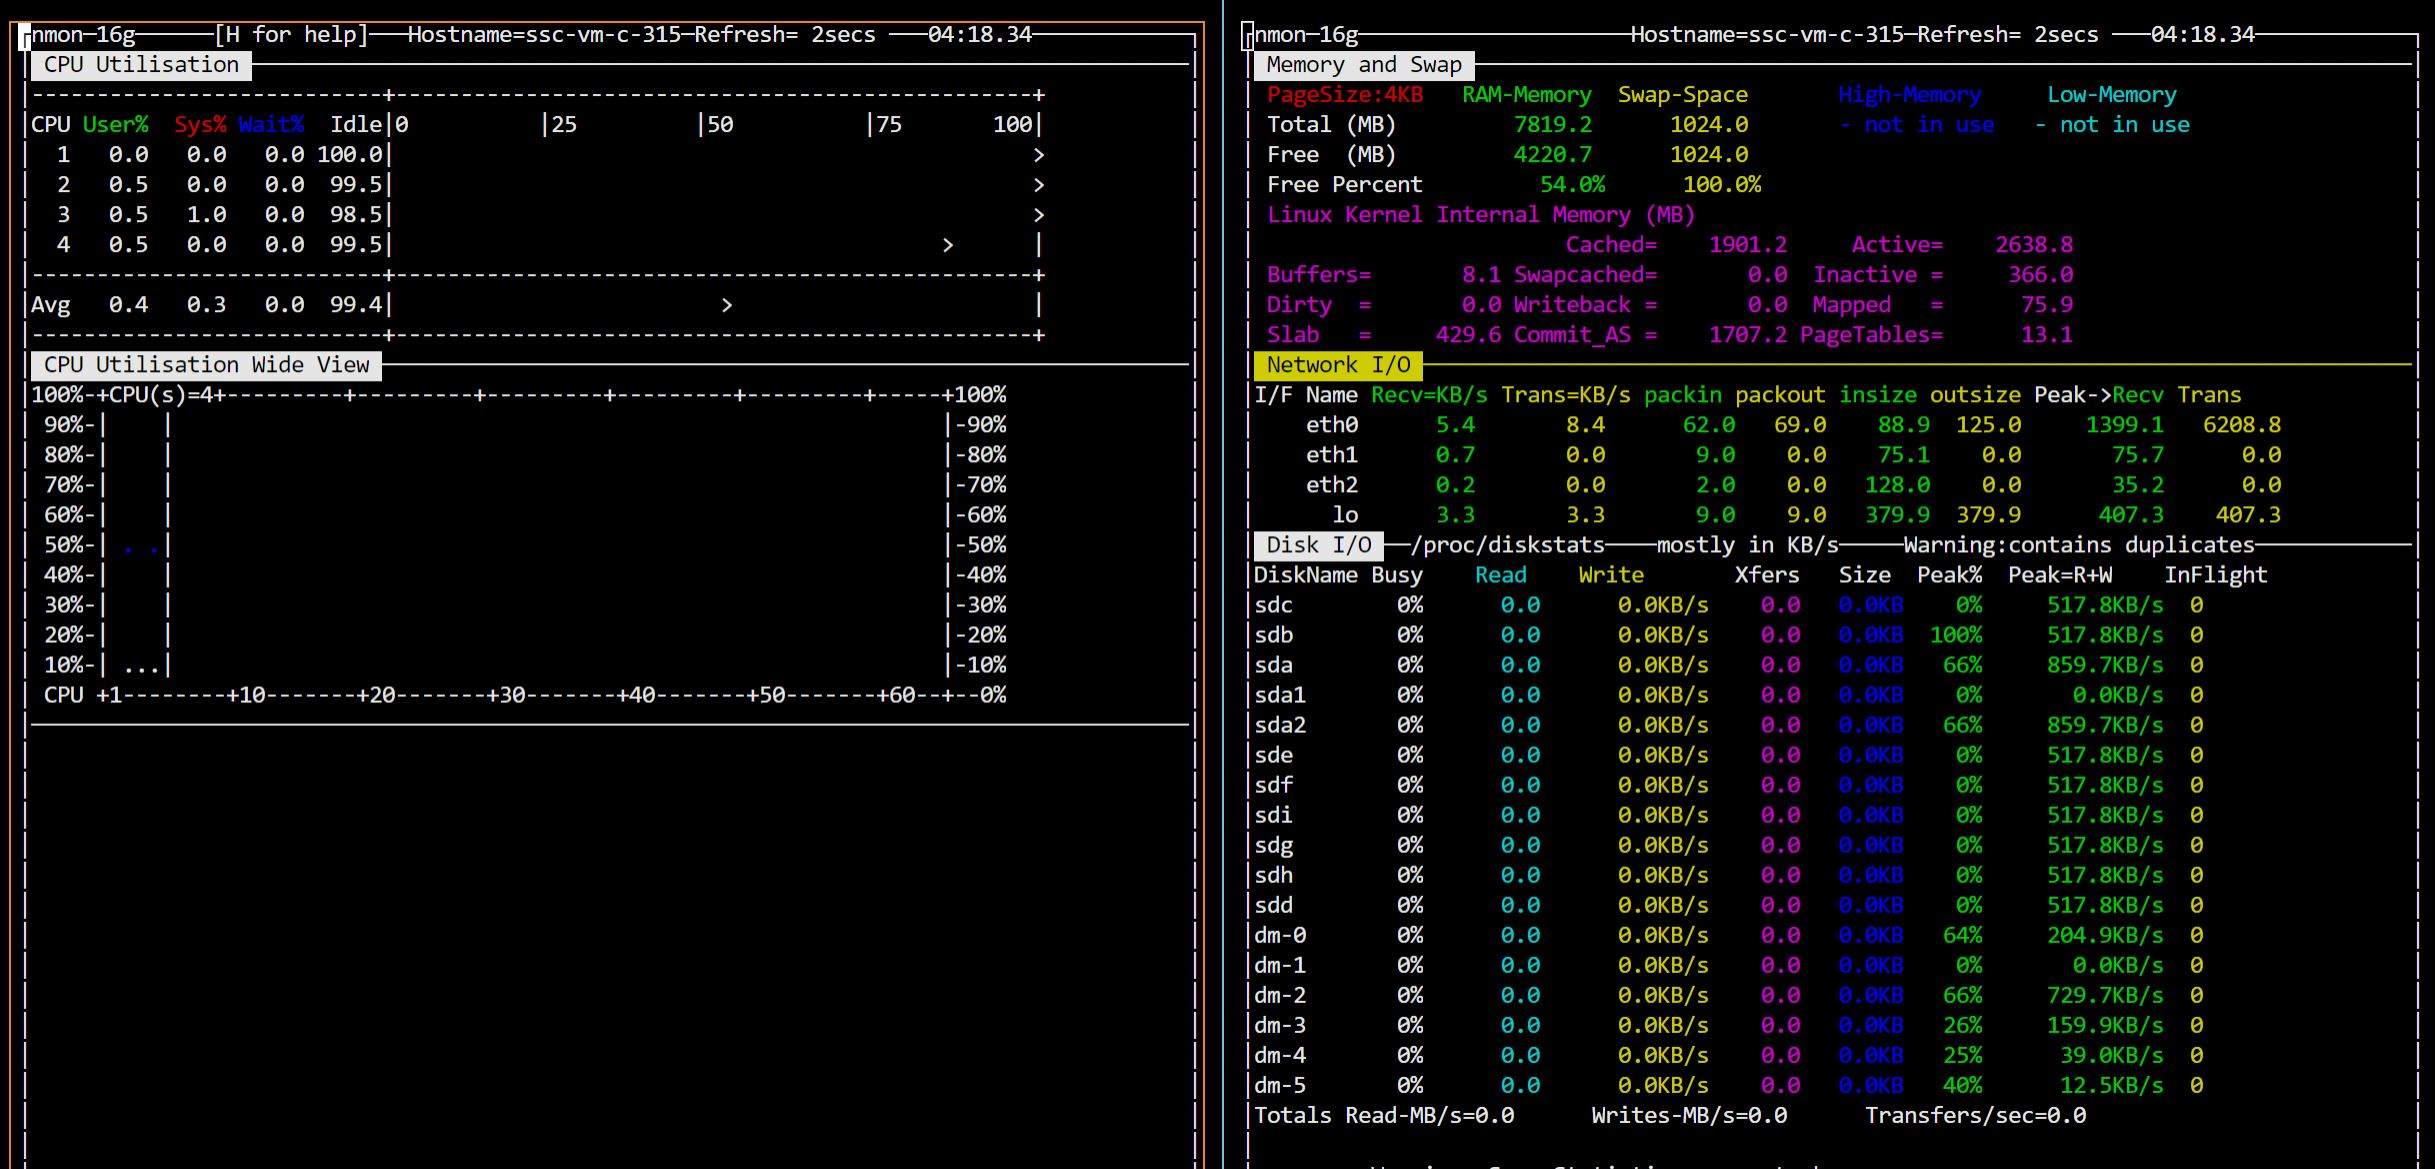 nmon-16g [H for help] Hostname=ssc-vm-c-315 Refresh= 2secs 04:18.34
CPU Utilisation
+-------------------------------------------------+
CPU User% Sys% Wait% Idle|0 |25 |50 |75 100|
1 0.0 0.0 0.0 100.0| >
2 0.5 0.0 0.0 99.5| >
3 0.5 1.0 0.0 98.5| >
4 0.5 0.0 0.0 99.5| > |
+-------------------------------------------------+
Avg 0.4 0.3 0.0 99.4| > |
+-------------------------------------------------+
CPU Utilisation Wide View
100%-+CPU(s)=4+---------+---------+---------+---------+---------+-----+100%
90%-| | |-90%
80%-| | |-80%
70%-| | |-70%
60%-| | |-60%
50%-| . .| |-50%
40%-| | |-40%
30%-| | |-30%
20%-| | |-20%
10%-| ...| |-10%
CPU +1--------+10-------+20-------+30-------+40-------+50-------+60--+--0%
nmon-16g Hostname=ssc-vm-c-315 Refresh= 2secs 04:18.34
Memory and Swap
PageSize:4KB RAM-Memory Swap-Space High-Memory Low-Memory
Total (MB) 7819.2 1024.0 - not in use - not in use
Free (MB) 4220.7 1024.0
Free Percent 54.0% 100.0%
Linux Kernel Internal Memory (MB)
Cached= 1901.2 Active= 2638.8
Buffers= 8.1 Swapcached= 0.0 Inactive = 366.0
Dirty = 0.0 Writeback = 0.0 Mapped = 75.9
Slab = 429.6 Commit_AS = 1707.2 PageTables= 13.1
Network I/O
I/F Name Recv=KB/s Trans=KB/s packin packout insize outsize Peak->Recv Trans
eth0 5.4 8.4 62.0 69.0 88.9 125.0 1399.1 6208.8
eth1 0.7 0.0 9.0 0.0 75.1 0.0 75.7 0.0
eth2 0.2 0.0 2.0 0.0 128.0 0.0 35.2 0.0
lo 3.3 3.3 9.0 9.0 379.9 379.9 407.3 407.3
Disk I/O /proc/diskstats mostly in KB/s Warning:contains duplicates
DiskName Busy Read Write Xfers Size Peak% Peak=R+W InFlight
sdc 0% 0.0 0.0KB/s 0.0 0.0KB 0% 517.8KB/s 0
sdb 0% 0.0 0.0KB/s 0.0 0.0KB 100% 517.8KB/s 0
sda 0% 0.0 0.0KB/s 0.0 0.0KB 66% 859.7KB/s 0
sda1 0% 0.0 0.0KB/s 0.0 0.0KB 0% 0.0KB/s 0
sda2 0% 0.0 0.0KB/s 0.0 0.0KB 66% 859.7KB/s 0
sde 0% 0.0 0.0KB/s 0.0 0.0KB 0% 517.8KB/s 0
sdf 0% 0.0 0.0KB/s 0.0 0.0KB 0% 517.8KB/s 0
sdi 0% 0.0 0.0KB/s 0.0 0.0KB 0% 517.8KB/s 0
sdg 0% 0.0 0.0KB/s 0.0 0.0KB 0% 517.8KB/s 0
sdh 0% 0.0 0.0KB/s 0.0 0.0KB 0% 517.8KB/s 0
sdd 0% 0.0 0.0KB/s 0.0 0.0KB 0% 517.8KB/s 0
dm-0 0% 0.0 0.0KB/s 0.0 0.0KB 64% 204.9KB/s 0
dm-1 0% 0.0 0.0KB/s 0.0 0.0KB 0% 0.0KB/s 0
dm-2 0% 0.0 0.0KB/s 0.0 0.0KB 66% 729.7KB/s 0
dm-3 0% 0.0 0.0KB/s 0.0 0.0KB 26% 159.9KB/s 0
dm-4 0% 0.0 0.0KB/s 0.0 0.0KB 25% 39.0KB/s 0
dm-5 0% 0.0 0.0KB/s 0.0 0.0KB 40% 12.5KB/s 0
Totals Read-MB/s=0.0 Writes-MB/s=0.0 Transfers/sec=0.0